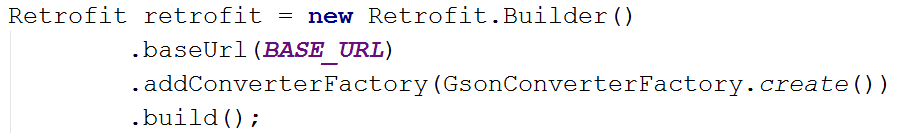 Retrofit retrofit = new Retrofit.Builder()
        .baseUrl(BASE_URL)
        .addConverterFactory(GsonConverterFactory.create())
        .build();